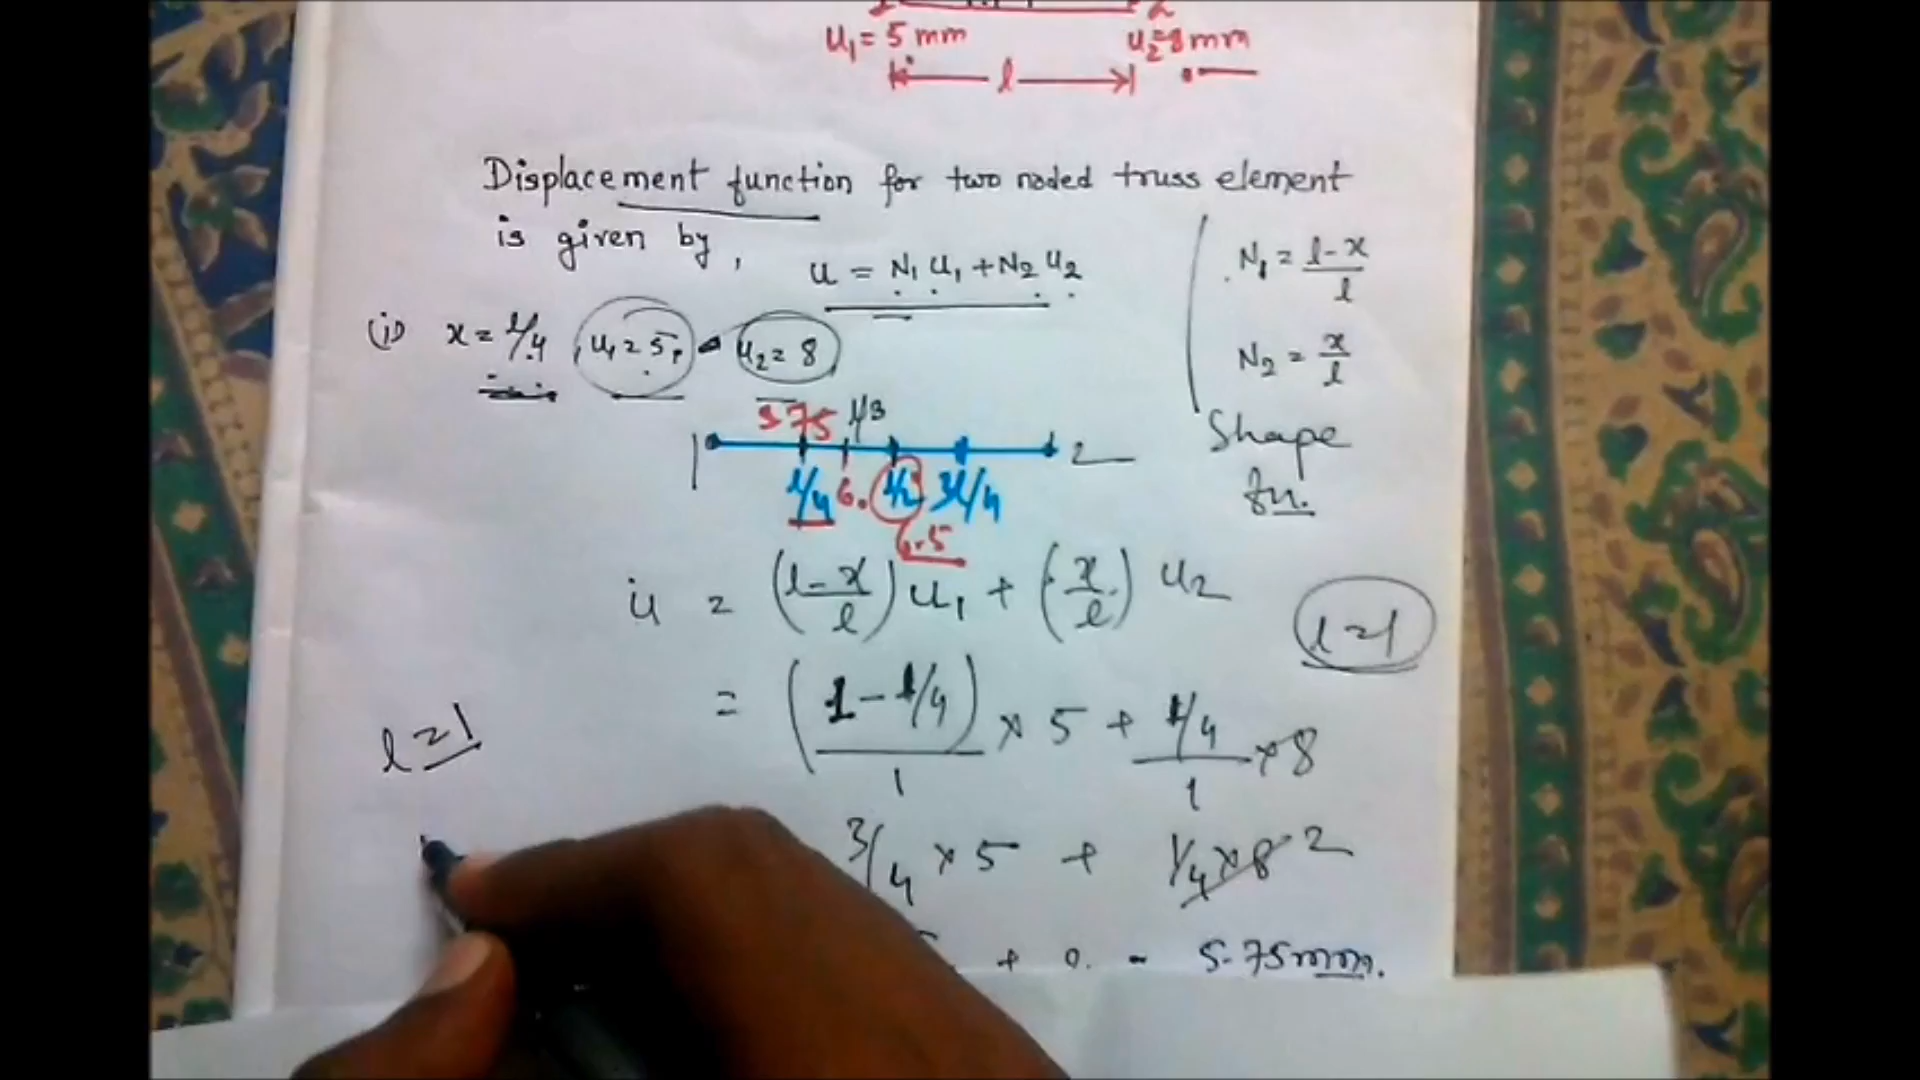 u₁ = 5 mm u₂ = 8 mm
l
Displacement function for two noded truss element
is given by, u = N₁ u₁ + N₂ u₂
N₁ = (l - x)/l
N₂ = x/l
Shape fn.
(i) x = l/4, u₁ = 5, u₂ = 8
5.75 l/3
1 2
l/4 6. l/2 3l/4
6.5
u = ((l - x)/l) u₁ + (x/l) u₂
l = 1
= (1 - 1/4)/1 × 5 + (1/4)/1 × 8
l = 1
3/4 × 5 + 1/4 × 8 2
+ 5.75 mm.